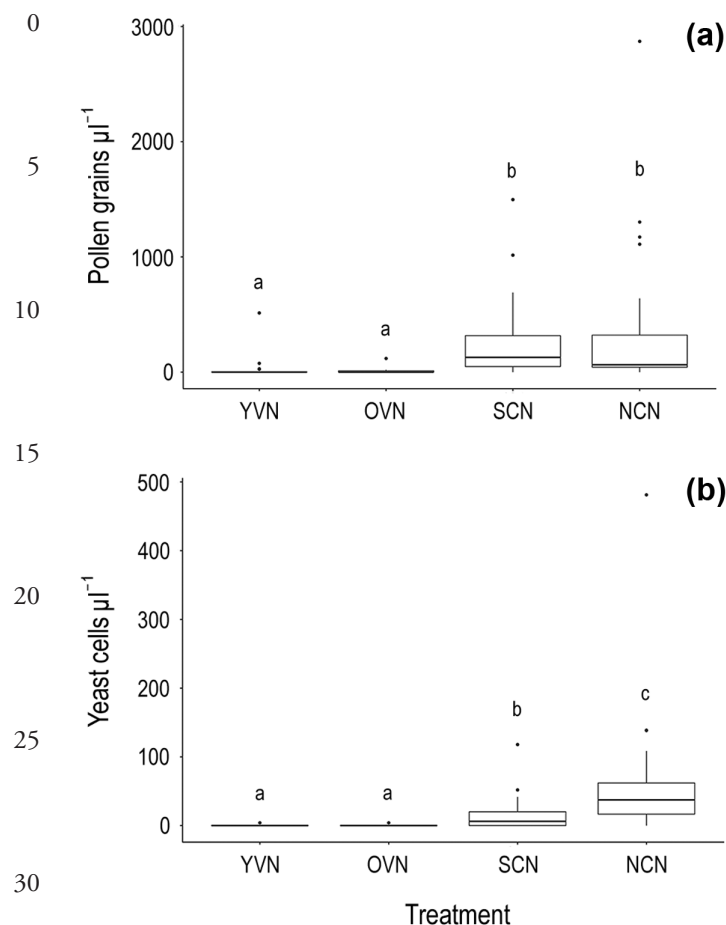 0
5
10
15
20
25
30
(a)
Pollen grains µl⁻¹
3000
2000
1000
0
a
a
b
b
YVN OVN SCN NCN
(b)
Yeast cells µl⁻¹
500
400
300
200
100
0
a
a
b
c
YVN OVN SCN NCN
Treatment